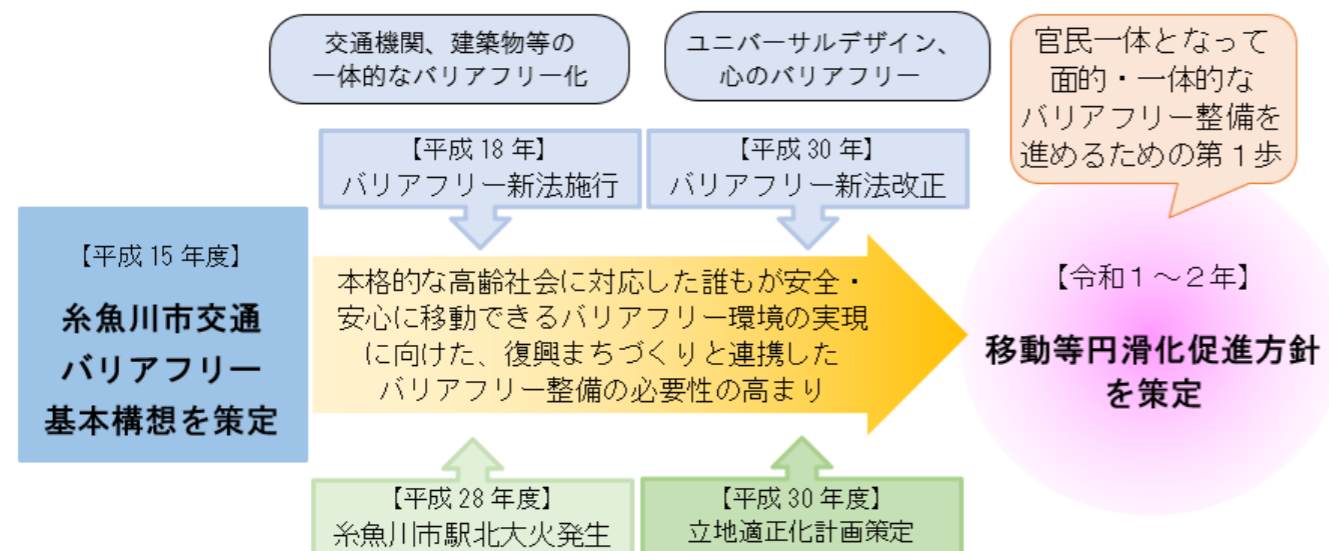 交通機関、建築物等の
一体的なバリアフリー化
ユニバーサルデザイン、
心のバリアフリー
官民一体となって
面的・一体的な
バリアフリー整備を
進めるための第1歩
【平成18年】
バリアフリー新法施行
【平成30年】
バリアフリー新法改正
【平成15年度】
糸魚川市交通
バリアフリー
基本構想を策定
本格的な高齢社会に対応した誰もが安全・
安心に移動できるバリアフリー環境の実現
に向けた、復興まちづくりと連携した
バリアフリー整備の必要性の高まり
【令和1～2年】
移動等円滑化促進方針
を策定
【平成28年度】
糸魚川市駅北大火発生
【平成30年度】
立地適正化計画策定